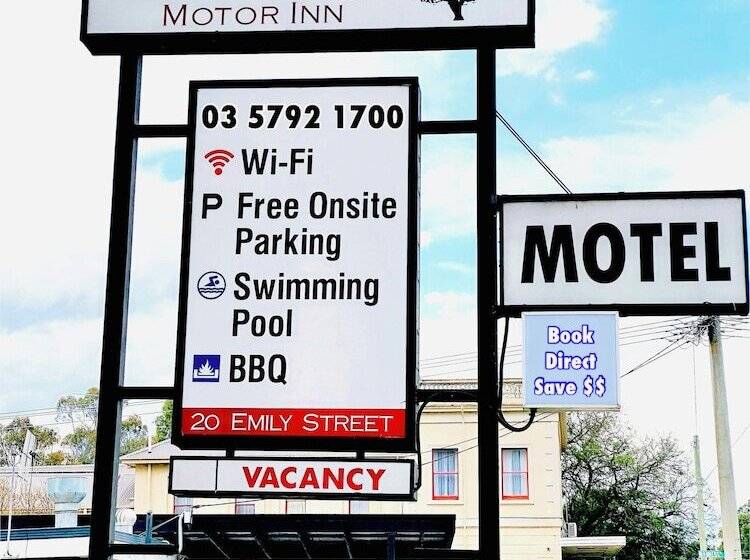 MOTOR INN
03 5792 1700
Wi-Fi
P Free Onsite
Parking
Swimming
Pool
BBQ
20 EMILY STREET
VACANCY
MOTEL
Book
Direct
Save $$